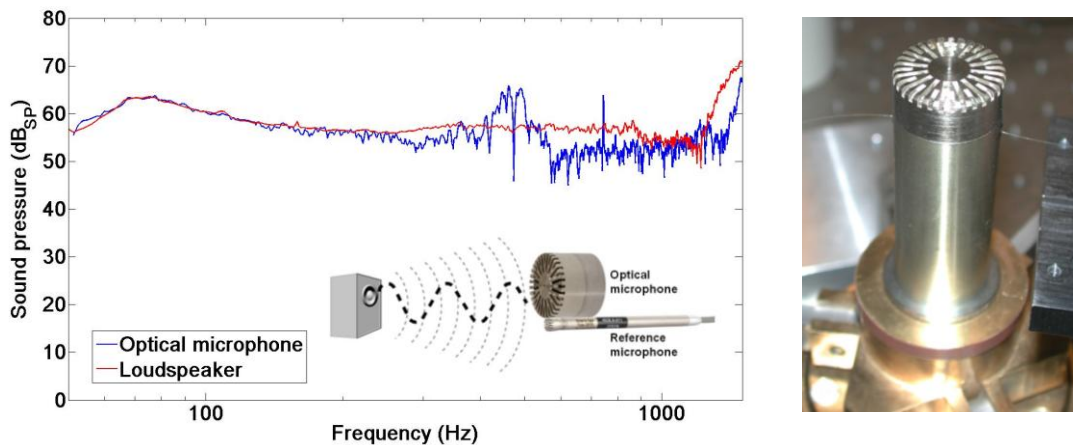 80
70
60
50
40
30
20
10
0
Sound pressure (dB_SP)
Optical
microphone
Reference
microphone
Optical microphone
Loudspeaker
100
1000
Frequency (Hz)